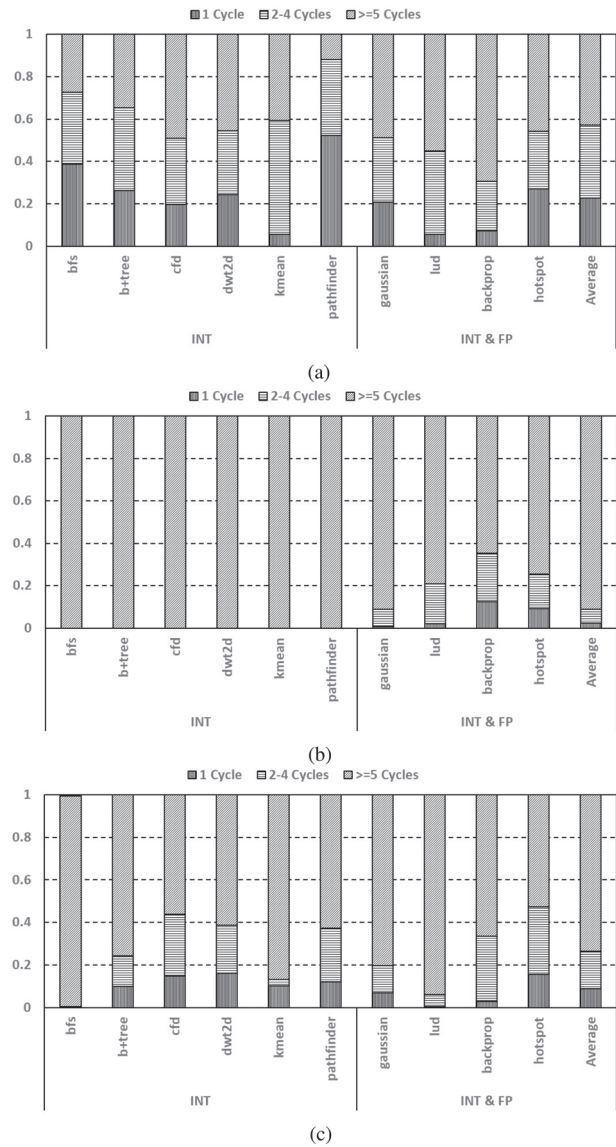 1 Cycle 2-4 Cycles >=5 Cycles
1
0.8
0.6
0.4
0.2
0
bfs b+tree cfd dwt2d kmean pathfinder gaussian lud backprop hotspot Average
INT INT & FP
(a)
1 Cycle 2-4 Cycles >=5 Cycles
1
0.8
0.6
0.4
0.2
0
bfs b+tree cfd dwt2d kmean pathfinder gaussian lud backprop hotspot Average
INT INT & FP
(b)
1 Cycle 2-4 Cycles >=5 Cycles
1
0.8
0.6
0.4
0.2
0
bfs b+tree cfd dwt2d kmean pathfinder gaussian lud backprop hotspot Average
INT INT & FP
(c)